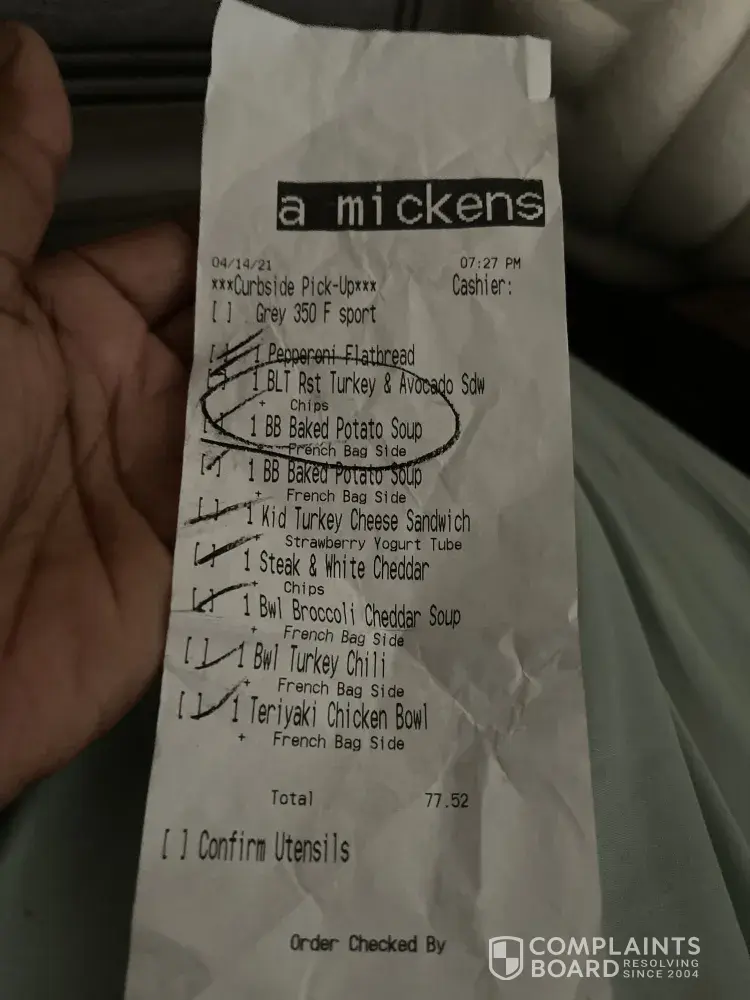 a mickens
04/14/21 07:27 PM
***Curbside Pick-Up*** Cashier:
[ ] Grey 350 F sport
[ ] 1 Pepperoni Flatbread
[ ] 1 BLT Rst Turkey & Avocado Sdw
+ Chips
[ ] 1 BB Baked Potato Soup
French Bag Side
[ ] 1 BB Baked Potato Soup
+ French Bag Side
[ ] 1 Kid Turkey Cheese Sandwich
+ Strawberry Yogurt Tube
[ ] 1 Steak & White Cheddar
+ Chips
[ ] 1 Bwl Broccoli Cheddar Soup
+ French Bag Side
[ ] 1 Bwl Turkey Chili
+ French Bag Side
[ ] 1 Teriyaki Chicken Bowl
+ French Bag Side
Total 77.52
[ ] Confirm Utensils
Order Checked By
COMPLAINTS
BOARD RESOLVING
SINCE 2004